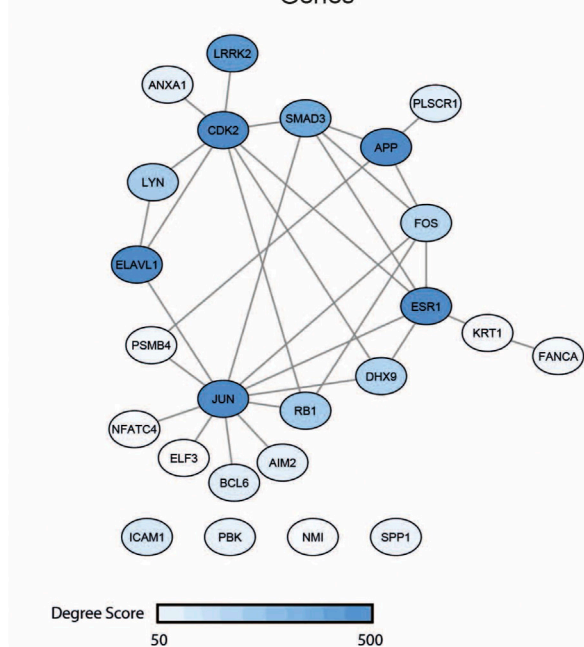 Genes
LRRK2
ANXA1
PLSCR1
SMAD3
CDK2
APP
LYN
FOS
ELAVL1
ESR1
KRT1
PSMB4
FANCA
DHX9
JUN
RB1
NFATC4
ELF3
AIM2
BCL6
ICAM1 PBK NMI SPP1
Degree Score
50 500